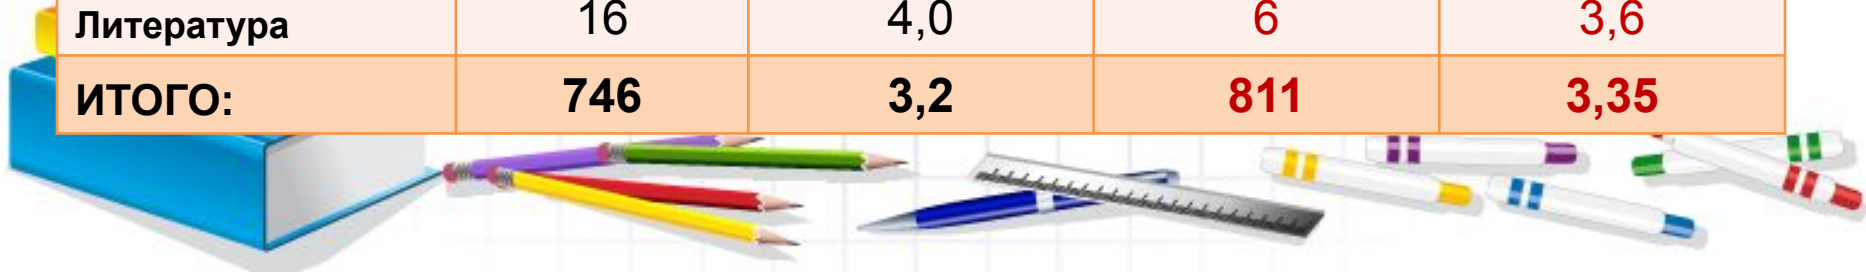 Литература 16 4,0 6 3,6
ИТОГО: 746 3,2 811 3,35